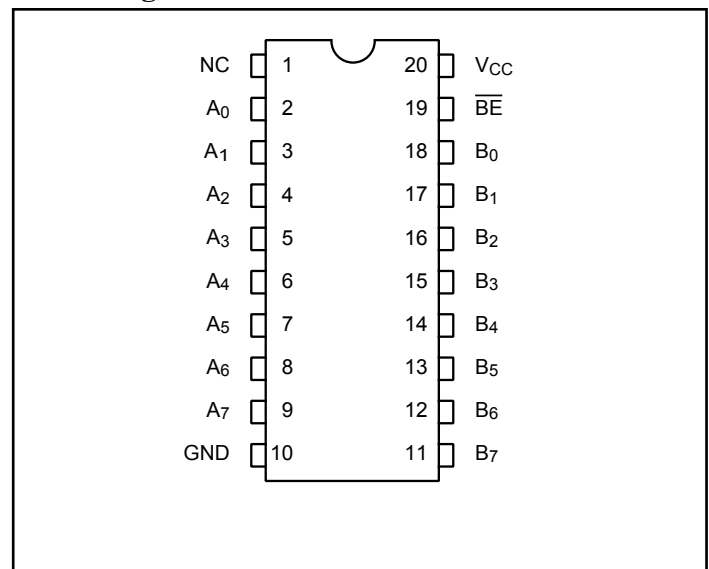 NC 1 20 VCC
A0 2 19 BE
A1 3 18 B0
A2 4 17 B1
A3 5 16 B2
A4 6 15 B3
A5 7 14 B4
A6 8 13 B5
A7 9 12 B6
GND 10 11 B7